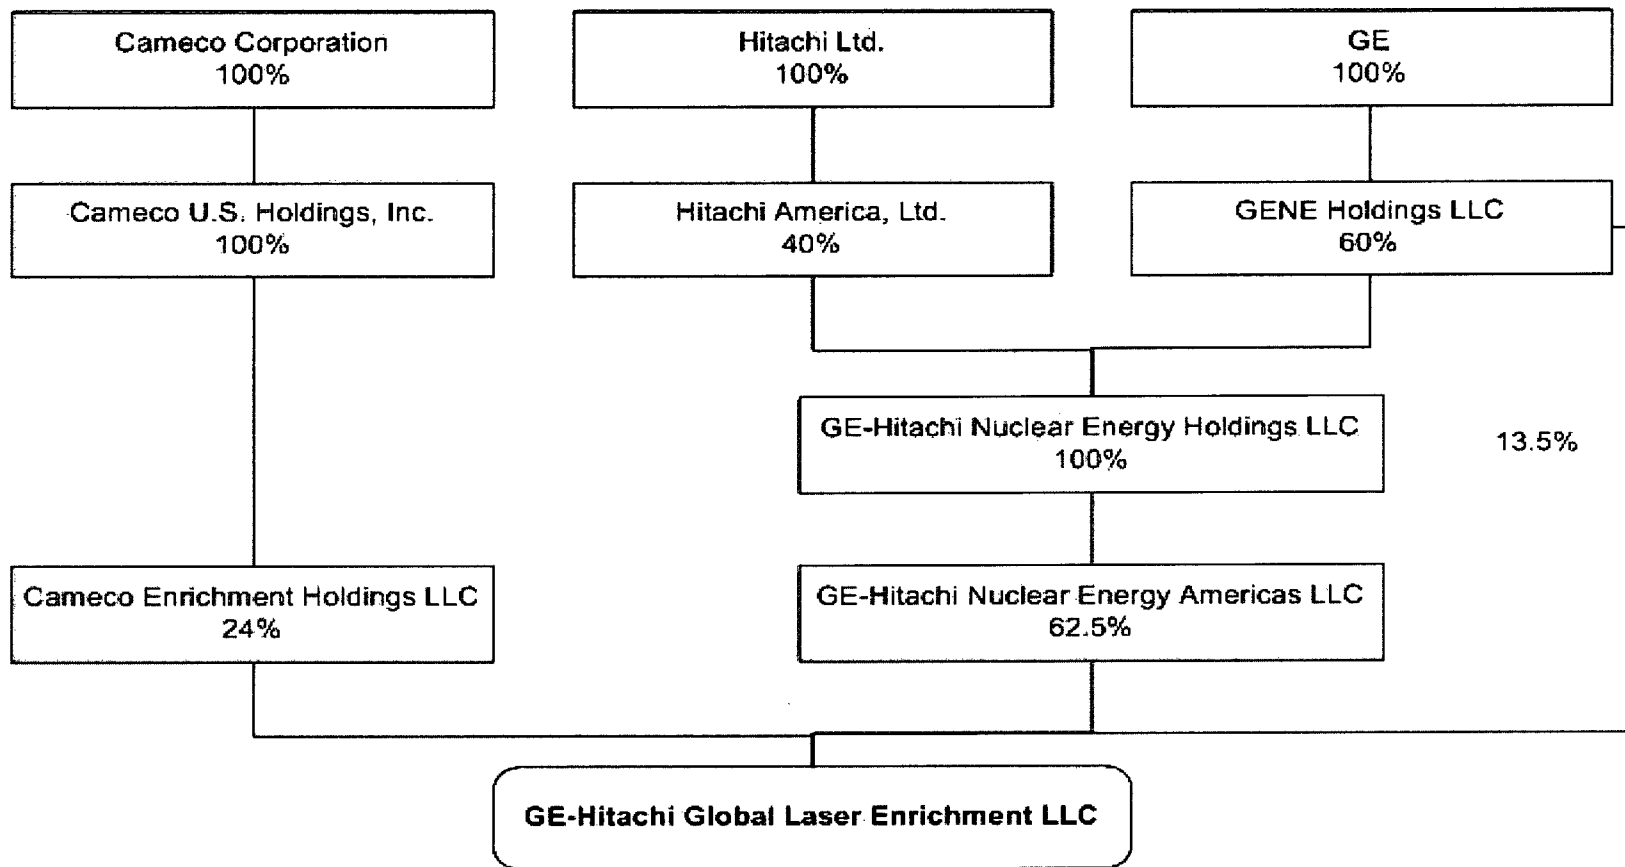 Cameco Corporation
100%
Hitachi Ltd.
100%
GE
100%
Cameco U.S. Holdings, Inc.
100%
Hitachi America, Ltd.
40%
GENE Holdings LLC
60%
GE-Hitachi Nuclear Energy Holdings LLC
100%
13.5%
Cameco Enrichment Holdings LLC
24%
GE-Hitachi Nuclear Energy Americas LLC
62.5%
GE-Hitachi Global Laser Enrichment LLC